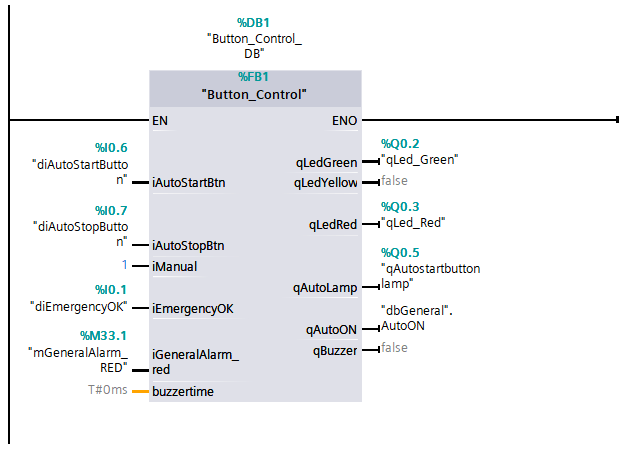 %DB1
"Button_Control_
DB"
%FB1
"Button_Control"
EN
ENO
%I0.6
"diAutoStartButto
n"
iAutoStartBtn
%I0.7
"diAutoStopButto
n"
iAutoStopBtn
1
iManual
%I0.1
"diEmergencyOK"
iEmergencyOK
%M33.1
"mGeneralAlarm_
RED"
iGeneralAlarm_
red
T#0ms
buzzertime
qLedGreen
%Q0.2
"qLed_Green"
qLedYellow
false
qLedRed
%Q0.3
"qLed_Red"
qAutoLamp
%Q0.5
"qAutostartbutton
lamp"
qAutoON
"dbGeneral".
AutoON
qBuzzer
false